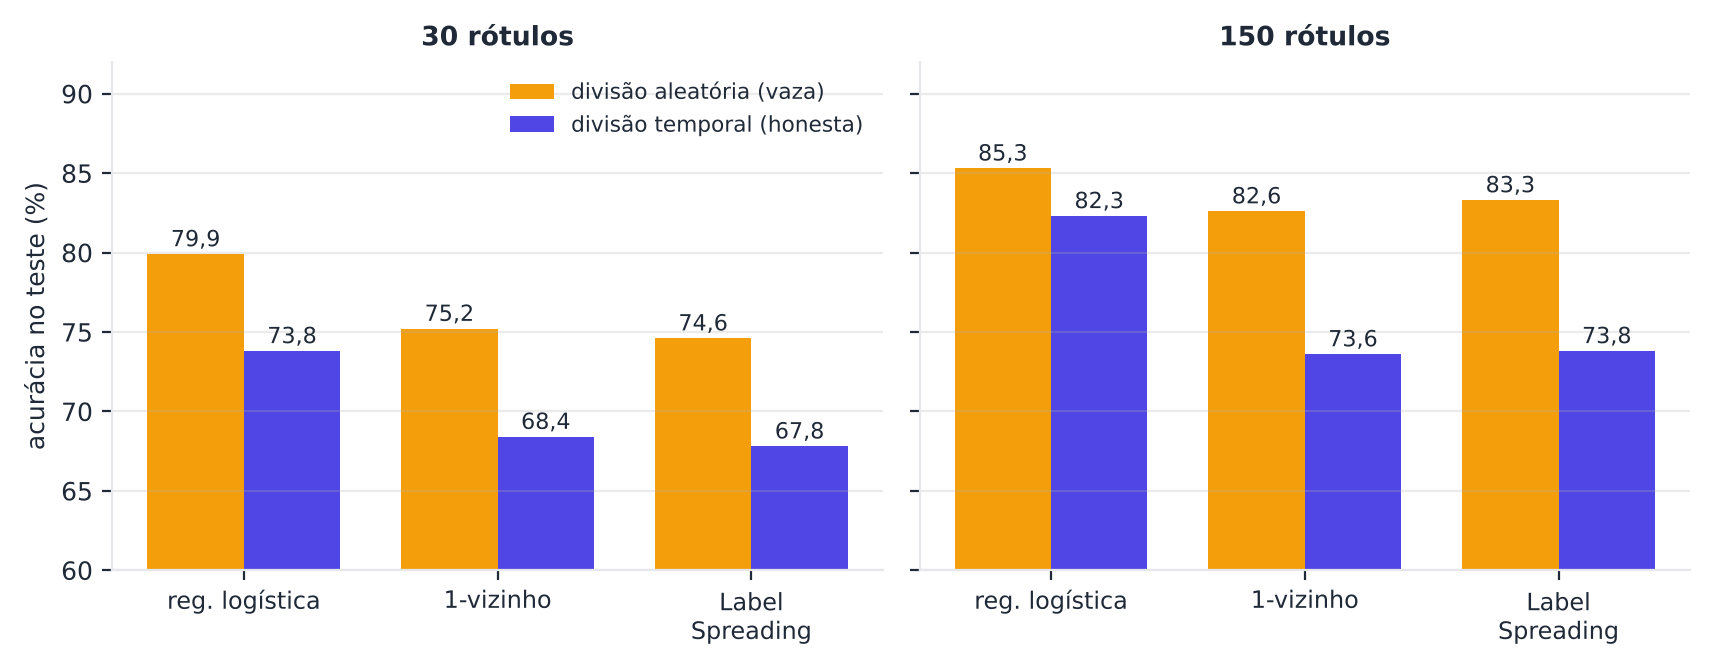 30 rótulos
150 rótulos
divisão aleatória (vaza)
divisão temporal (honesta)
acurácia no teste (%)
90
85
80
75
70
65
60
79,9
73,8
75,2
68,4
74,6
67,8
85,3
82,3
82,6
73,6
83,3
73,8
reg. logística
1-vizinho
Label
Spreading
reg. logística
1-vizinho
Label
Spreading